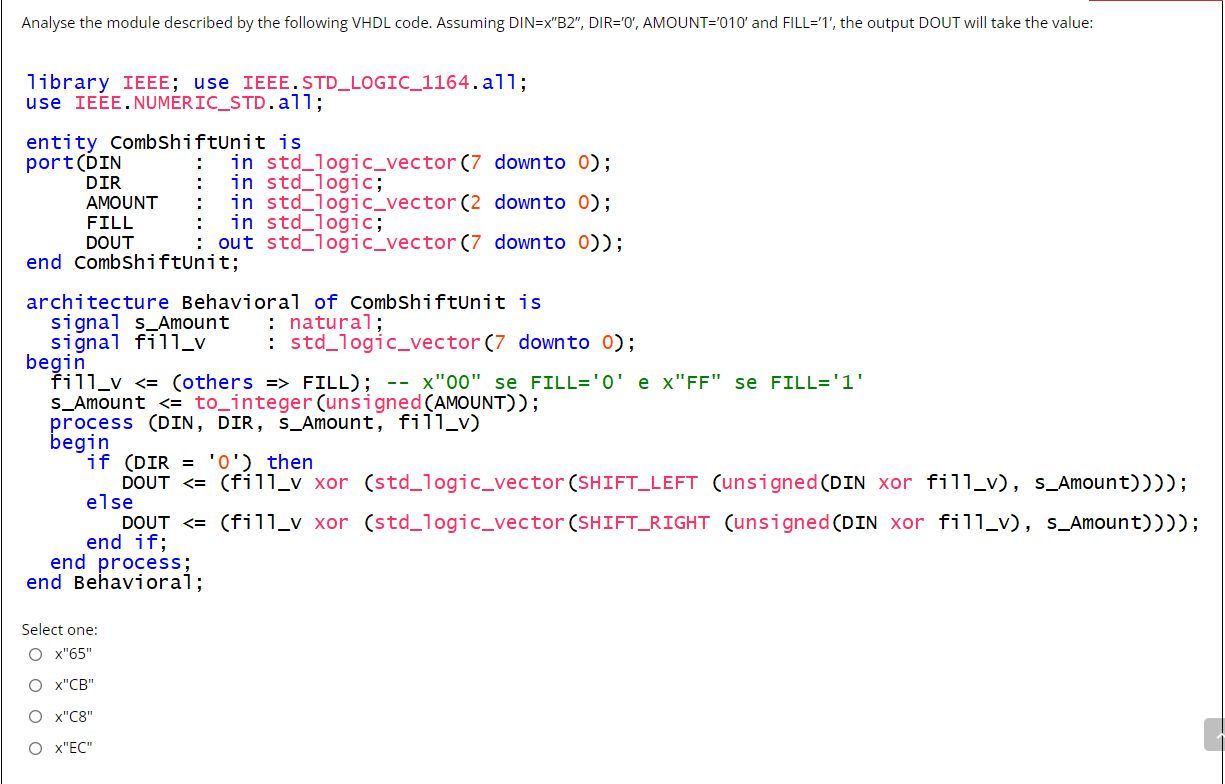 Analyse the module described by the following VHDL code. Assuming DIN=x”B2”, DIR=‘0’, AMOUNT=‘010’ and FILL=‘1’, the output DOUT will take the value:
library IEEE; use IEEE.STD_LOGIC_1164.all;
use IEEE.NUMERIC_STD.all;
entity CombShiftUnit is
port(DIN : in std_logic_vector(7 downto 0);
DIR : in std_logic;
AMOUNT : in std_logic_vector(2 downto 0);
FILL : in std_logic;
DOUT : out std_logic_vector(7 downto 0));
end CombShiftUnit;
architecture Behavioral of CombShiftUnit is
signal s_Amount : natural;
signal fill_v : std_logic_vector(7 downto 0);
begin
fill_v <= (others => FILL); -- x"00" se FILL='0' e x"FF" se FILL='1'
s_Amount <= to_integer(unsigned(AMOUNT));
process (DIN, DIR, s_Amount, fill_v)
begin
if (DIR = '0') then
DOUT <= (fill_v xor (std_logic_vector(SHIFT_LEFT (unsigned(DIN xor fill_v), s_Amount))));
else
DOUT <= (fill_v xor (std_logic_vector(SHIFT_RIGHT (unsigned(DIN xor fill_v), s_Amount))));
end if;
end process;
end Behavioral;
Select one:
x"65"
x"CB"
x"C8"
x"EC"